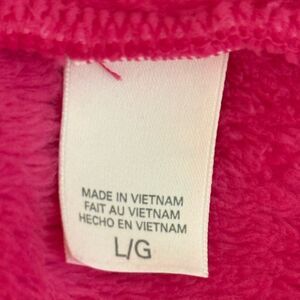 MADE IN VIETNAM
FAIT AU VIETNAM
HECHO EN VIETNAM
L/G